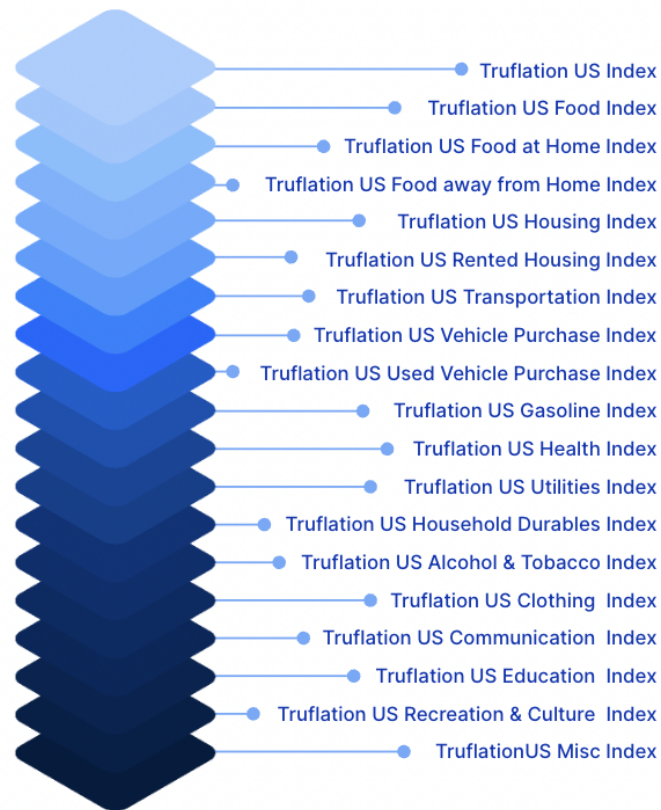 Truflation US Index
Truflation US Food Index
Truflation US Food at Home Index
Truflation US Food away from Home Index
Truflation US Housing Index
Truflation US Rented Housing Index
Truflation US Transportation Index
Truflation US Vehicle Purchase Index
Truflation US Used Vehicle Purchase Index
Truflation US Gasoline Index
Truflation US Health Index
Truflation US Utilities Index
Truflation US Household Durables Index
Truflation US Alcohol & Tobacco Index
Truflation US Clothing  Index
Truflation US Communication  Index
Truflation US Education  Index
Truflation US Recreation & Culture  Index
TruflationUS Misc Index